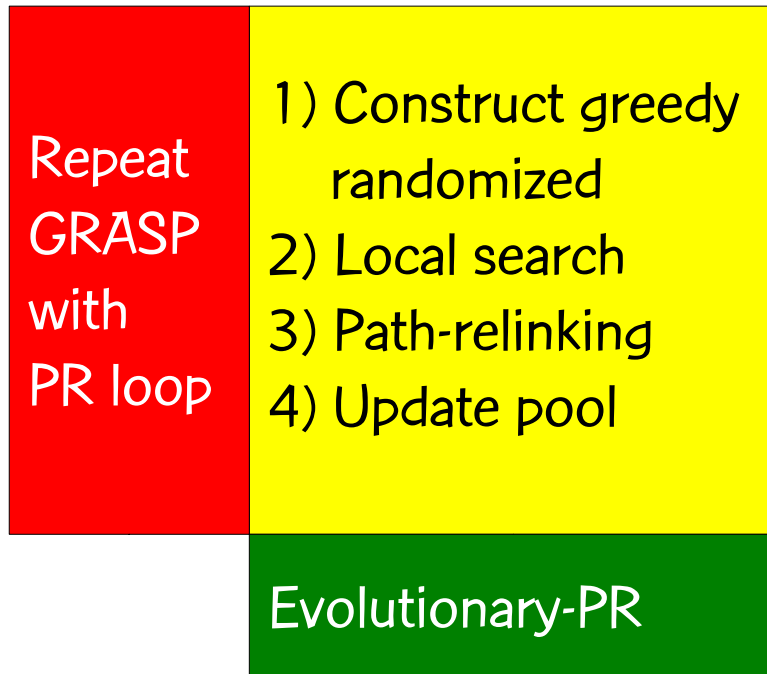 Repeat
GRASP
with
PR loop
1) Construct greedy
randomized
2) Local search
3) Path-relinking
4) Update pool
Evolutionary-PR